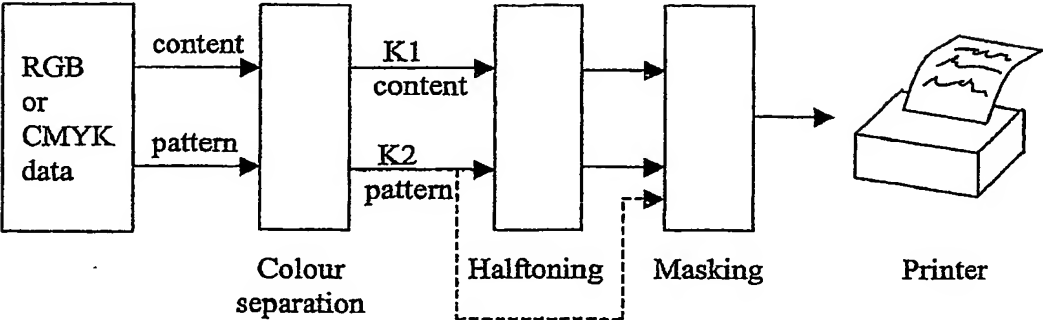 RGB
or
CMYK
data
content
pattern
K1
content
K2
pattern
Colour
separation
Halftoning
Masking
Printer